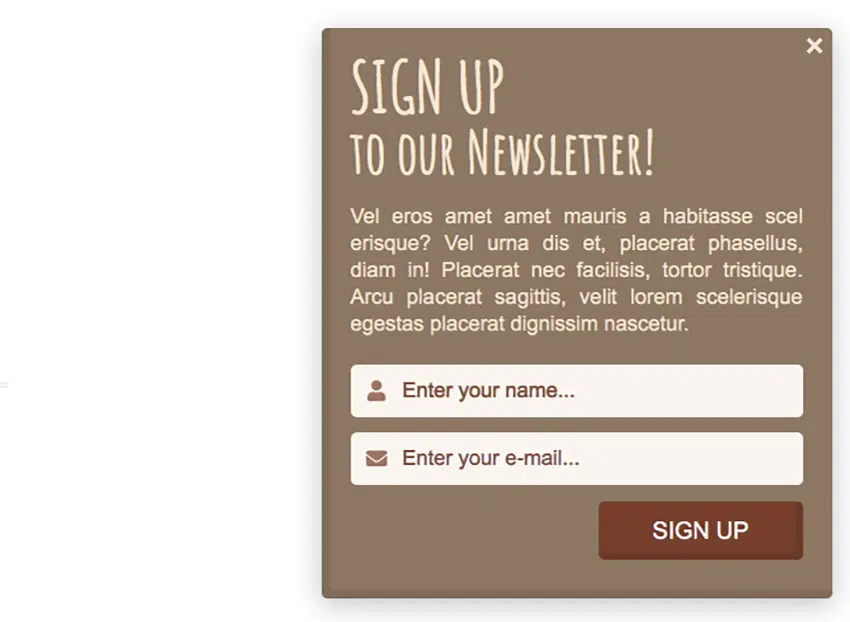 SIGN UP
TO OUR NEWSLETTER!
Vel eros amet amet mauris a habitasse scel
erisque? Vel urna dis et, placerat phasellus,
diam in! Placerat nec facilisis, tortor tristique.
Arcu placerat sagittis, velit lorem scelerisque
egestas placerat dignissim nascetur.
Enter your name...
Enter your e-mail...
SIGN UP